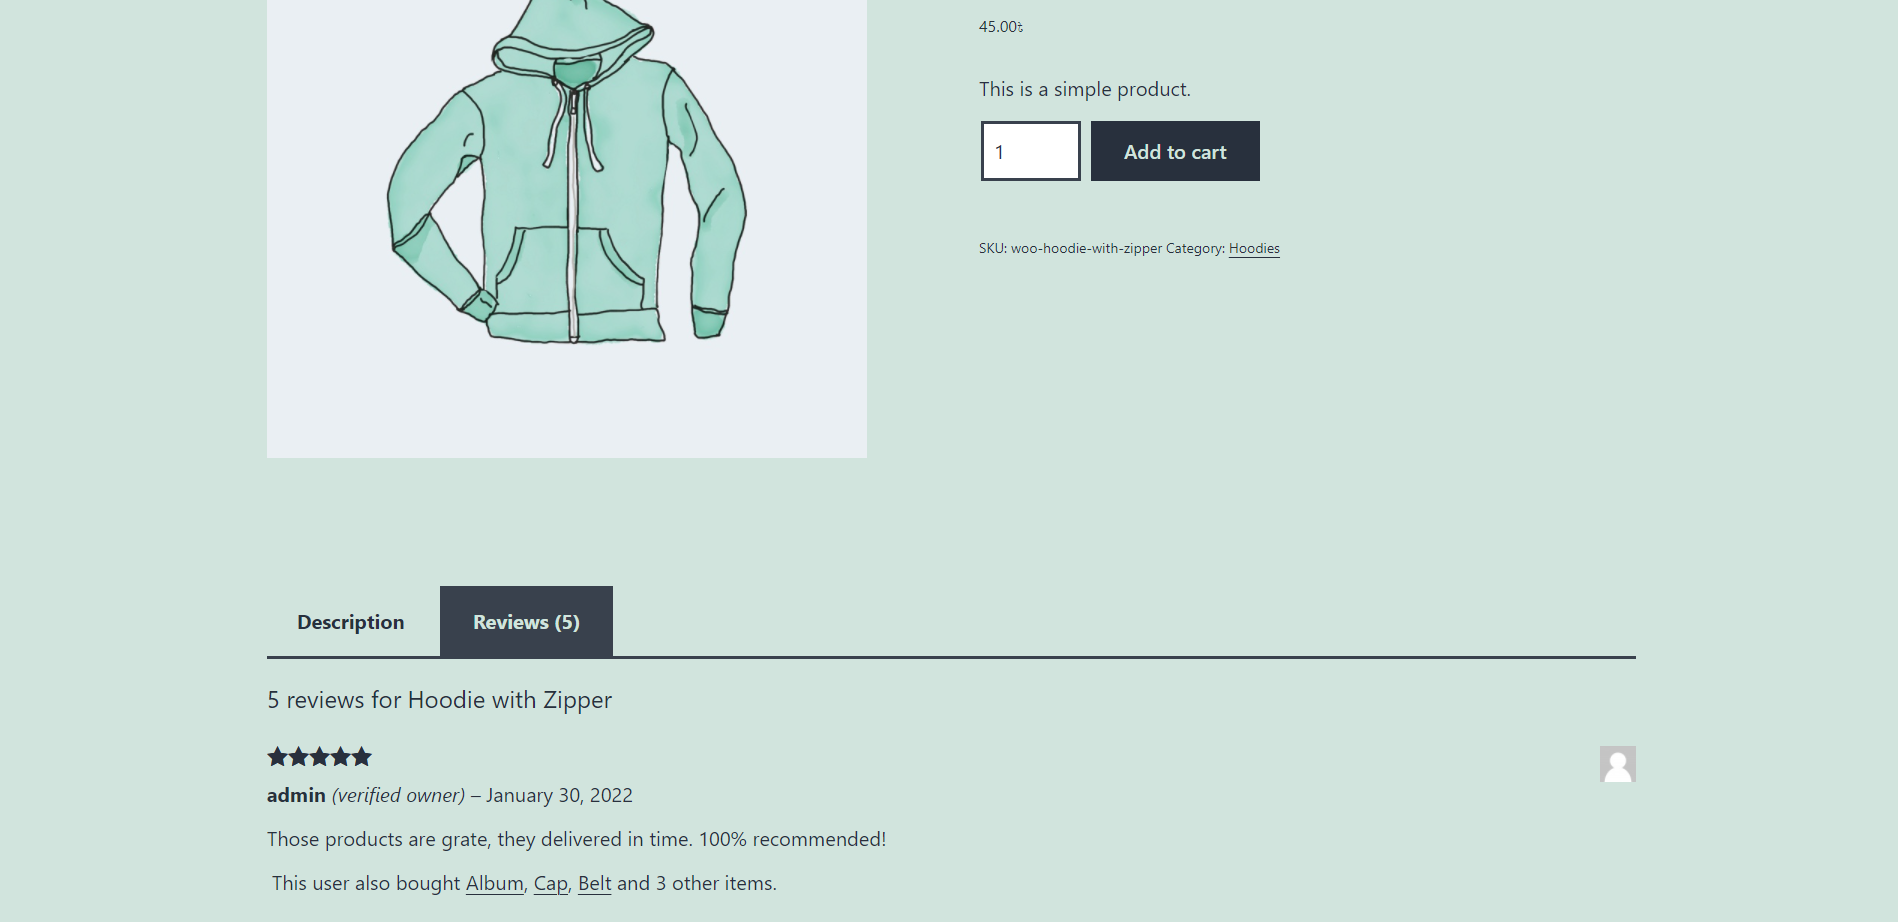 45.00৳
This is a simple product.
1
Add to cart
SKU: woo-hoodie-with-zipper Category: Hoodies
Description
Reviews (5)
5 reviews for Hoodie with Zipper
admin (verified owner) – January 30, 2022
Those products are grate, they delivered in time. 100% recommended!
This user also bought Album, Cap, Belt and 3 other items.